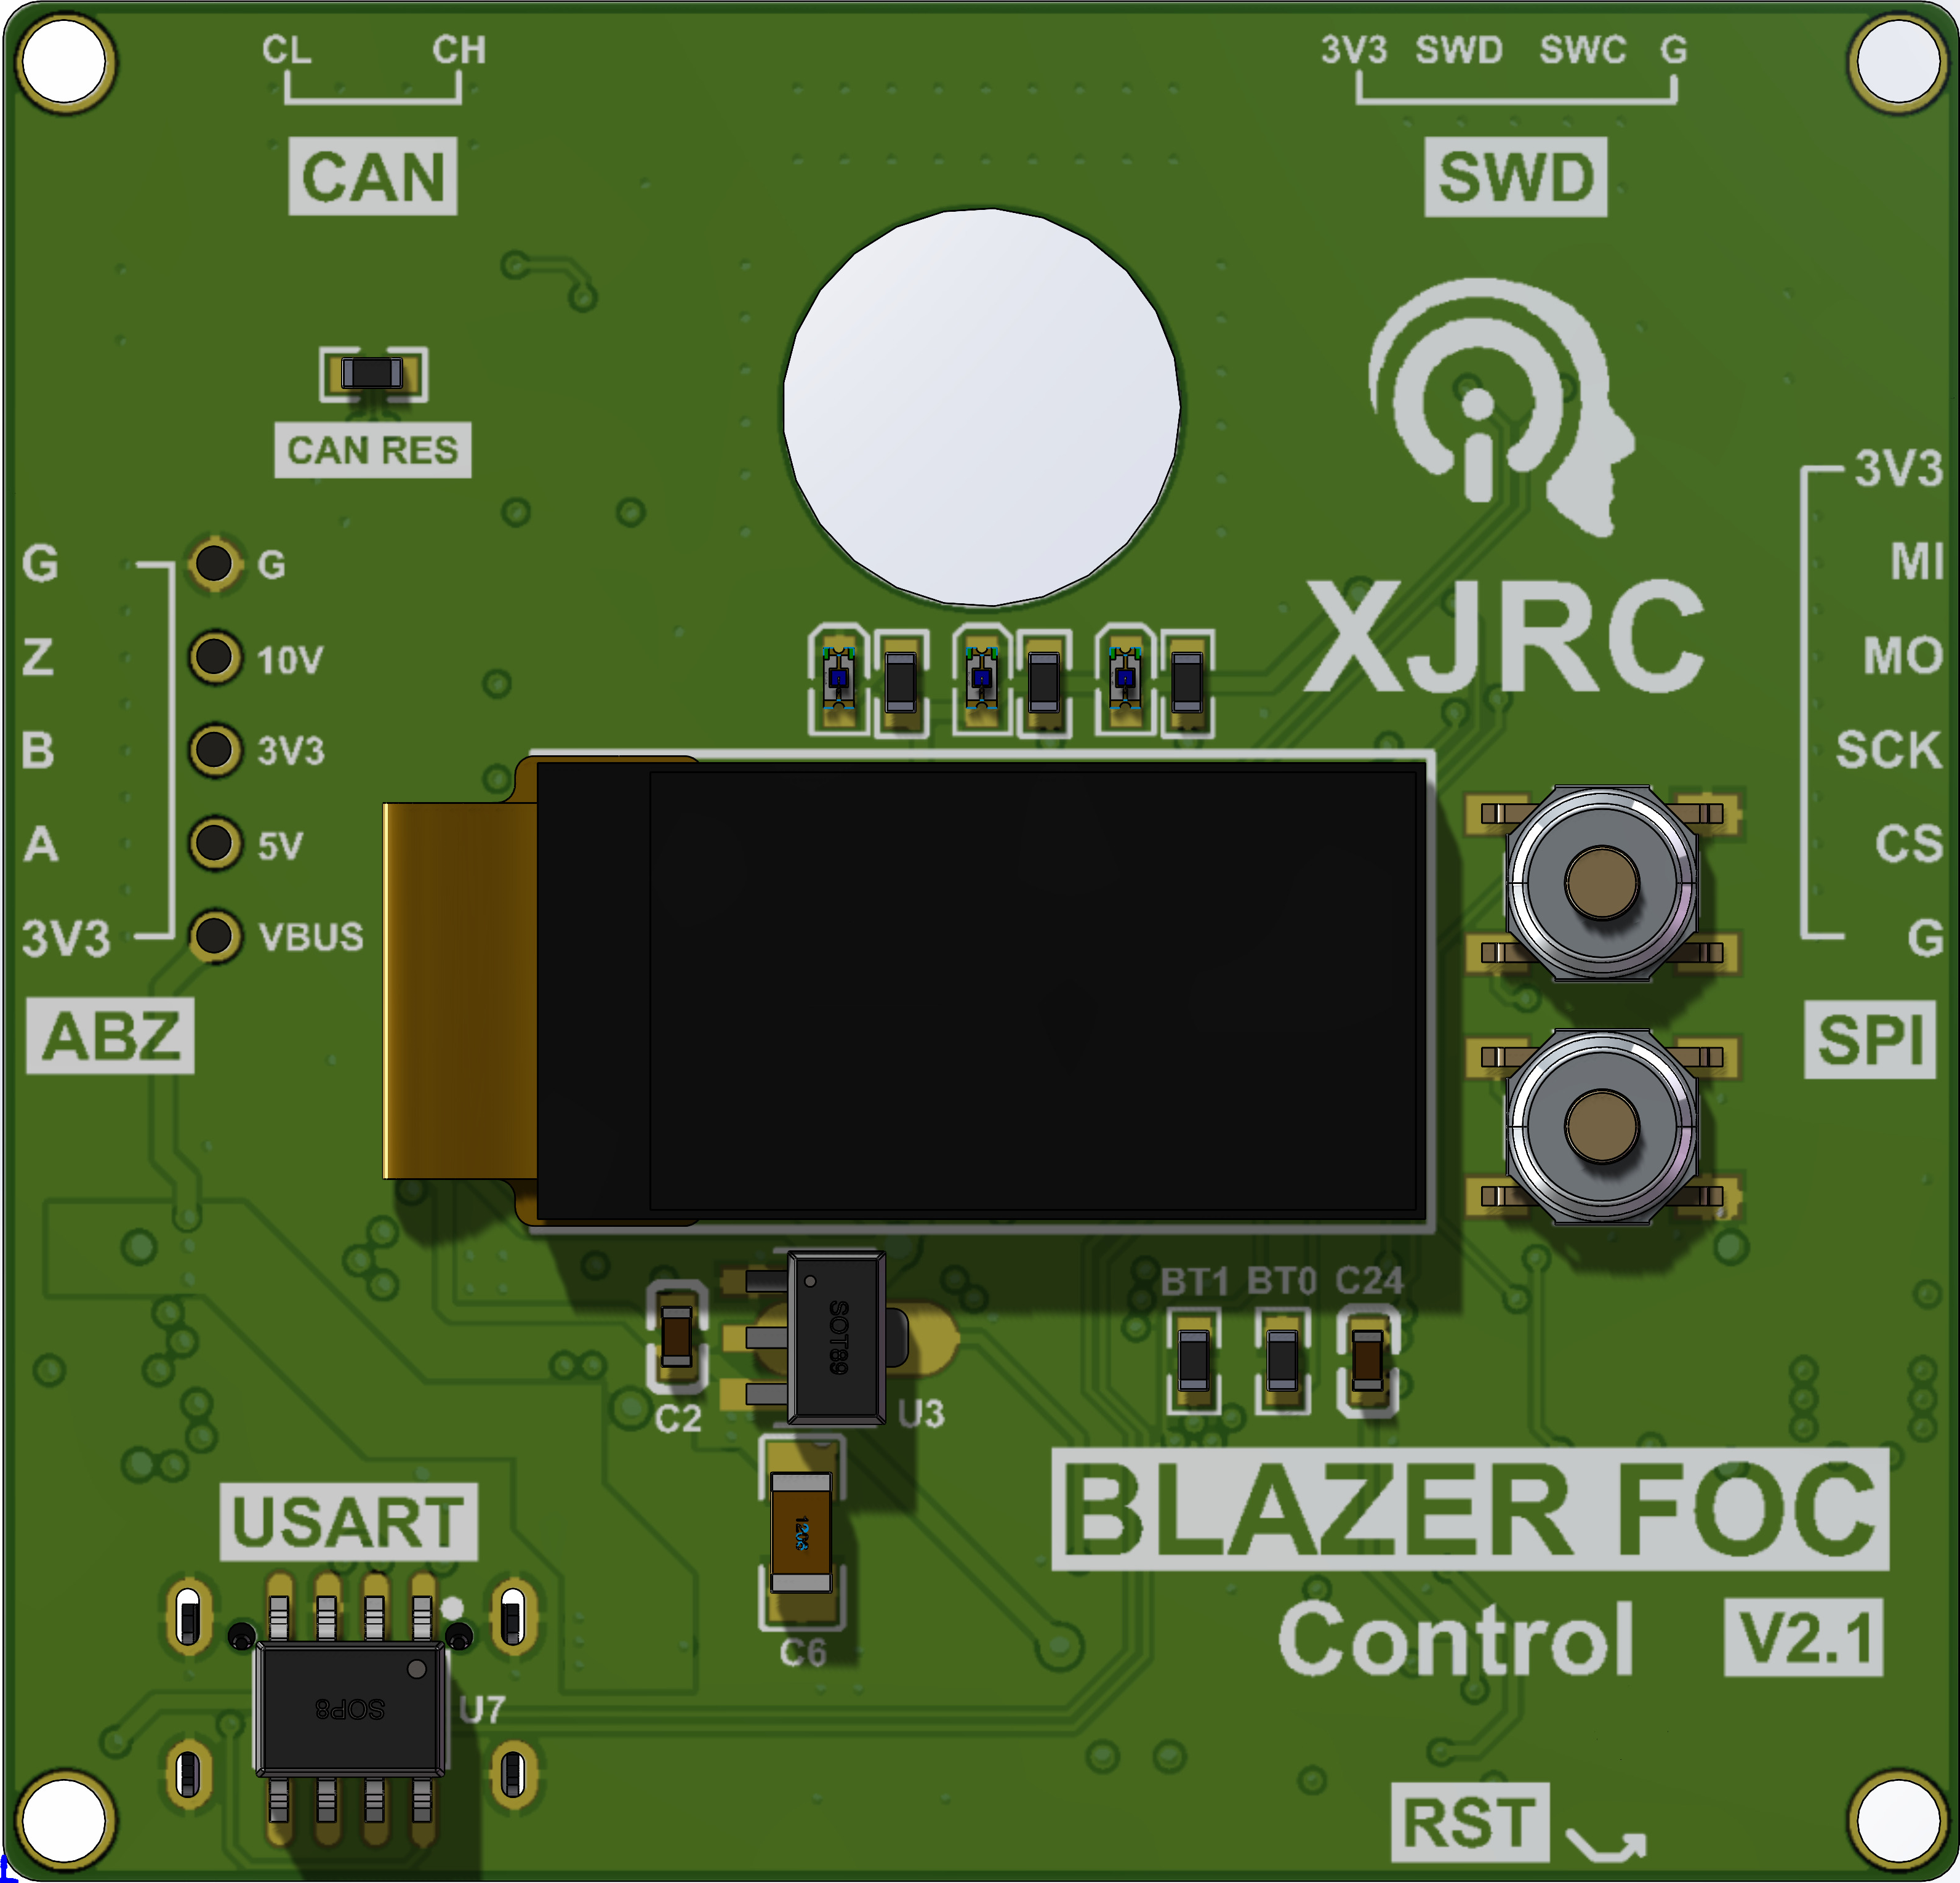 CL CH
3V3 SWD SWC G
CAN
SWD
CAN RES
XJRC
G
Z
B
A
3V3
G
10V
3V3
5V
VBUS
ABZ
3V3
MI
MO
SCK
CS
G
SPI
SOT89
C2
U3
BT1 BT0 C24
BLAZER FOC
Control V2.1
USART
C6
SOP8
U7
RST